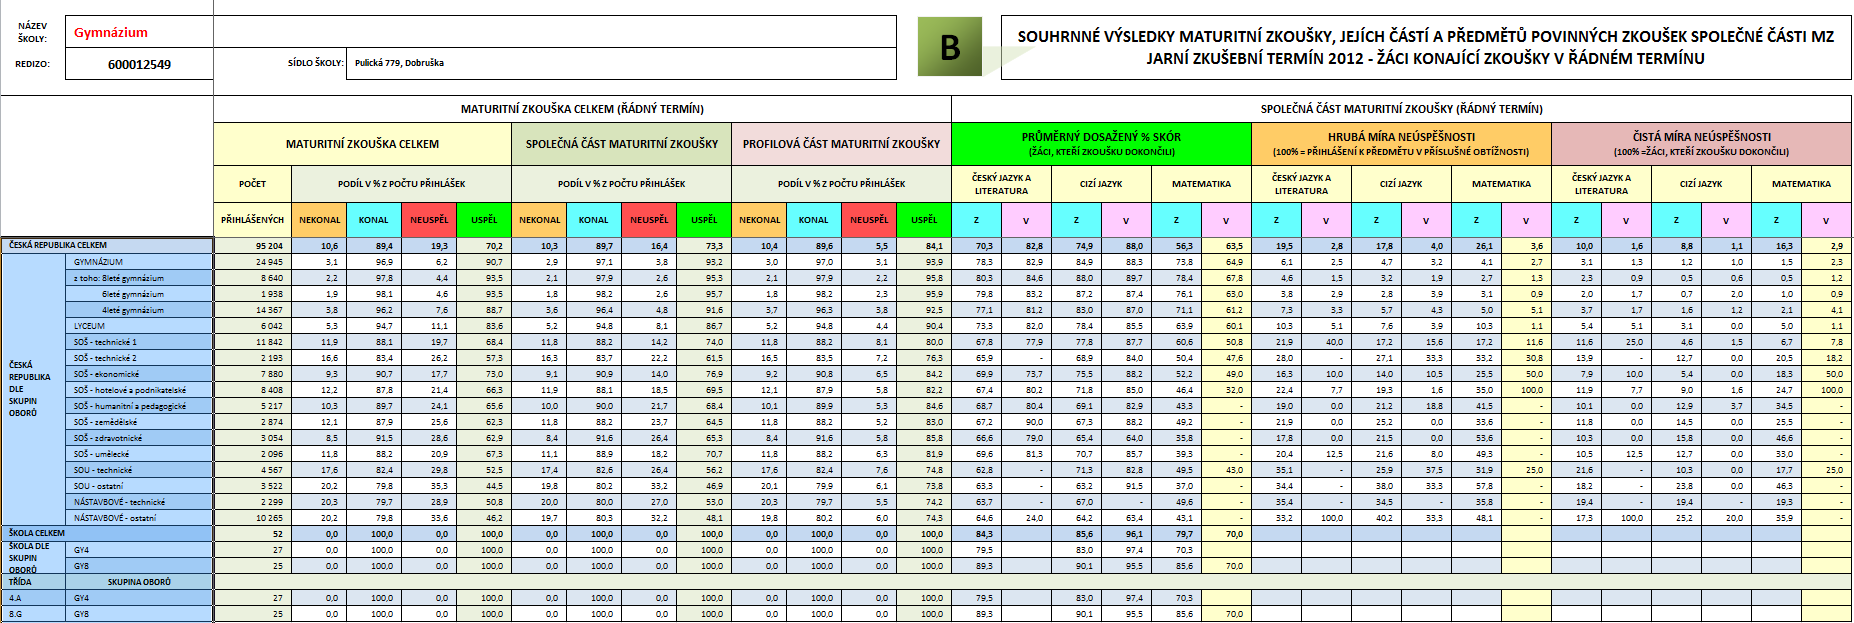 NÁZEV ŠKOLY: Gymnázium
REDIZO: 600012549 SÍDLO ŠKOLY: Pulická 779, Dobruška
B
SOUHRNNÉ VÝSLEDKY MATURITNÍ ZKOUŠKY, JEJÍCH ČÁSTÍ A PŘEDMĚTŮ POVINNÝCH ZKOUŠEK SPOLEČNÉ ČÁSTI MZ
JARNÍ ZKUŠEBNÍ TERMÍN 2012 - ŽÁCI KONAJÍCÍ ZKOUŠKY V ŘÁDNÉM TERMÍNU
MATURITNÍ ZKOUŠKA CELKEM (ŘÁDNÝ TERMÍN) SPOLEČNÁ ČÁST MATURITNÍ ZKOUŠKY (ŘÁDNÝ TERMÍN)
MATURITNÍ ZKOUŠKA CELKEM SPOLEČNÁ ČÁST MATURITNÍ ZKOUŠKY PROFILOVÁ ČÁST MATURITNÍ ZKOUŠKY PRŮMĚRNÝ DOSAŽENÝ % SKÓR HRUBÁ MÍRA NEÚSPĚŠNOSTI ČISTÁ MÍRA NEÚSPĚŠNOSTI
(ŽÁCI, KTEŘÍ ZKOUŠKU DOKONČILI) (100% = PŘIHLÁŠENÍ K PŘEDMĚTU V PŘÍSLUŠNÉ OBTÍŽNOSTI) (100% =ŽÁCI, KTEŘÍ ZKOUŠKU DOKONČILI)
POČET PODÍL V % Z POČTU PŘIHLÁŠEK PODÍL V % Z POČTU PŘIHLÁŠEK PODÍL V % Z POČTU PŘIHLÁŠEK ČESKÝ JAZYK A LITERATURA CIZÍ JAZYK MATEMATIKA ČESKÝ JAZYK A LITERATURA CIZÍ JAZYK MATEMATIKA ČESKÝ JAZYK A LITERATURA CIZÍ JAZYK MATEMATIKA
PŘIHLÁŠENÝCH NEKONAL KONAL NEUSPĚL USPĚL NEKONAL KONAL NEUSPĚL USPĚL NEKONAL KONAL NEUSPĚL USPĚL Z V Z V Z V Z V Z V Z V Z V Z V Z V
ČESKÁ REPUBLIKA CELKEM 95 204 10,6 89,4 19,3 70,2 10,3 89,7 16,4 73,3 10,4 89,6 5,5 84,1 70,3 82,8 74,9 88,0 56,3 63,5 19,5 2,8 17,8 4,0 26,1 3,6 10,0 1,6 8,8 1,1 16,3 2,9
ČESKÁ REPUBLIKA DLE SKUPIN OBORŮ
GYMNÁZIUM 24 945 3,1 96,9 6,2 90,7 2,9 97,1 3,8 93,2 3,0 97,0 3,1 93,9 78,3 82,9 84,9 88,3 73,8 64,9 6,1 2,5 4,7 3,2 4,1 2,7 3,1 1,3 1,2 1,0 1,5 2,3
z toho: 8leté gymnázium 8 640 2,2 97,8 4,4 93,5 2,1 97,9 2,6 95,3 2,1 97,9 2,2 95,8 80,3 84,6 88,0 89,7 78,4 67,8 4,6 1,5 3,2 1,9 2,7 1,3 2,3 0,9 0,5 0,6 0,5 1,2
6leté gymnázium 1 938 1,9 98,1 4,6 93,5 1,8 98,2 2,6 95,7 1,8 98,2 2,3 95,9 79,8 83,2 87,2 87,4 76,1 63,0 3,8 2,9 2,8 3,9 3,1 0,9 2,0 1,7 0,7 2,0 1,0 0,9
4leté gymnázium 14 367 3,8 96,2 7,6 88,7 3,6 96,4 4,8 91,6 3,7 96,3 3,8 92,5 77,1 81,2 83,0 87,0 71,1 61,2 7,3 3,3 5,7 4,3 5,0 5,1 3,7 1,7 1,6 1,2 2,1 4,1
LYCEUM 6 042 5,3 94,7 11,1 83,6 5,2 94,8 8,1 86,7 5,2 94,8 4,4 90,4 73,3 82,0 78,4 85,5 63,9 60,1 10,3 5,1 7,6 3,9 10,3 1,1 5,4 5,1 3,1 0,0 5,0 1,1
SOŠ - technické 1 11 842 11,9 88,1 19,7 68,4 11,8 88,2 14,2 74,0 11,8 88,2 8,1 80,0 67,8 77,9 77,8 87,7 60,6 50,8 21,9 40,0 17,2 15,6 17,2 11,6 11,6 25,0 4,6 1,5 6,7 7,8
SOŠ - technické 2 2 193 16,6 83,4 26,2 57,3 16,3 83,7 22,2 61,5 16,5 83,5 7,2 76,3 65,9 - 68,9 84,0 50,4 47,6 28,0 - 27,1 33,3 33,2 30,8 13,9 - 12,7 0,0 20,5 18,2
SOŠ - ekonomické 7 880 9,3 90,7 17,7 73,0 9,1 90,9 14,0 76,9 9,2 90,8 6,5 84,2 69,9 73,7 75,5 88,2 52,2 49,0 16,3 10,0 14,0 10,5 25,5 50,0 7,9 10,0 5,4 0,0 18,3 50,0
SOŠ - hotelové a podnikatelské 8 408 12,2 87,8 21,4 66,3 11,9 88,1 18,5 69,5 12,1 87,9 5,8 82,2 67,4 80,2 71,8 85,0 46,4 32,0 22,4 7,7 19,3 1,6 35,0 100,0 11,9 7,7 9,0 1,6 24,7 100,0
SOŠ - humanitní a pedagogické 5 217 10,3 89,7 24,1 65,6 10,0 90,0 21,7 68,4 10,1 89,9 5,3 84,6 68,7 80,4 69,1 82,9 43,3 - 19,0 0,0 21,2 18,8 41,5 - 10,1 0,0 12,9 3,7 34,5 -
SOŠ - zemědělské 2 874 12,1 87,9 25,6 62,3 11,8 88,2 23,7 64,5 11,8 88,2 5,2 83,0 67,2 90,0 67,3 88,2 49,2 - 21,9 0,0 25,2 0,0 33,6 - 11,8 0,0 14,5 0,0 25,5 -
SOŠ - zdravotnické 3 054 8,5 91,5 28,6 62,9 8,4 91,6 26,4 65,3 8,4 91,6 5,8 85,8 66,6 79,0 65,4 64,0 35,8 - 17,8 0,0 21,5 0,0 53,6 - 10,3 0,0 15,8 0,0 46,6 -
SOŠ - umělecké 2 096 11,8 88,2 20,9 67,3 11,1 88,9 18,2 70,7 11,8 88,2 6,3 81,9 69,6 81,3 70,7 85,7 39,3 - 20,4 12,5 21,6 8,0 49,3 - 10,5 12,5 12,7 0,0 33,0 -
SOU - technické 4 567 17,6 82,4 29,8 52,5 17,4 82,6 26,4 56,2 17,6 82,4 7,6 74,8 62,8 - 71,3 82,8 49,5 43,0 35,1 - 25,9 37,5 31,9 25,0 21,6 - 10,3 0,0 17,7 25,0
SOU - ostatní 3 522 20,2 79,8 35,3 44,5 19,8 80,2 33,2 46,9 20,1 79,9 6,1 73,8 63,3 - 63,2 91,5 37,0 - 34,4 - 38,0 33,3 57,8 - 18,2 - 23,8 0,0 46,3 -
NÁSTAVBOVÉ - technické 2 299 20,3 79,7 28,9 50,8 20,0 80,0 27,0 53,0 20,3 79,7 5,5 74,2 63,7 - 67,0 - 49,6 - 35,4 - 34,5 - 35,8 - 19,4 - 19,4 - 19,3 -
NÁSTAVBOVÉ - ostatní 10 265 20,2 79,8 33,6 46,2 19,7 80,3 32,2 48,1 19,8 80,2 6,0 74,3 64,6 24,0 64,2 63,4 43,1 - 33,2 100,0 40,2 33,3 48,1 - 17,3 100,0 25,2 20,0 35,9 -
ŠKOLA CELKEM 52 0,0 100,0 0,0 100,0 0,0 100,0 0,0 100,0 0,0 100,0 0,0 100,0 84,3 85,6 96,1 79,7 70,0
ŠKOLA DLE SKUPIN OBORŮ
GY4 27 0,0 100,0 0,0 100,0 0,0 100,0 0,0 100,0 0,0 100,0 0,0 100,0 79,5 83,0 97,4 70,3
GY8 25 0,0 100,0 0,0 100,0 0,0 100,0 0,0 100,0 0,0 100,0 0,0 100,0 89,3 90,1 95,5 85,6 70,0
TŘÍDA SKUPINA OBORŮ
4.A GY4 27 0,0 100,0 0,0 100,0 0,0 100,0 0,0 100,0 0,0 100,0 0,0 100,0 79,5 83,0 97,4 70,3
8.G GY8 25 0,0 100,0 0,0 100,0 0,0 100,0 0,0 100,0 0,0 100,0 0,0 100,0 89,3 90,1 95,5 85,6 70,0